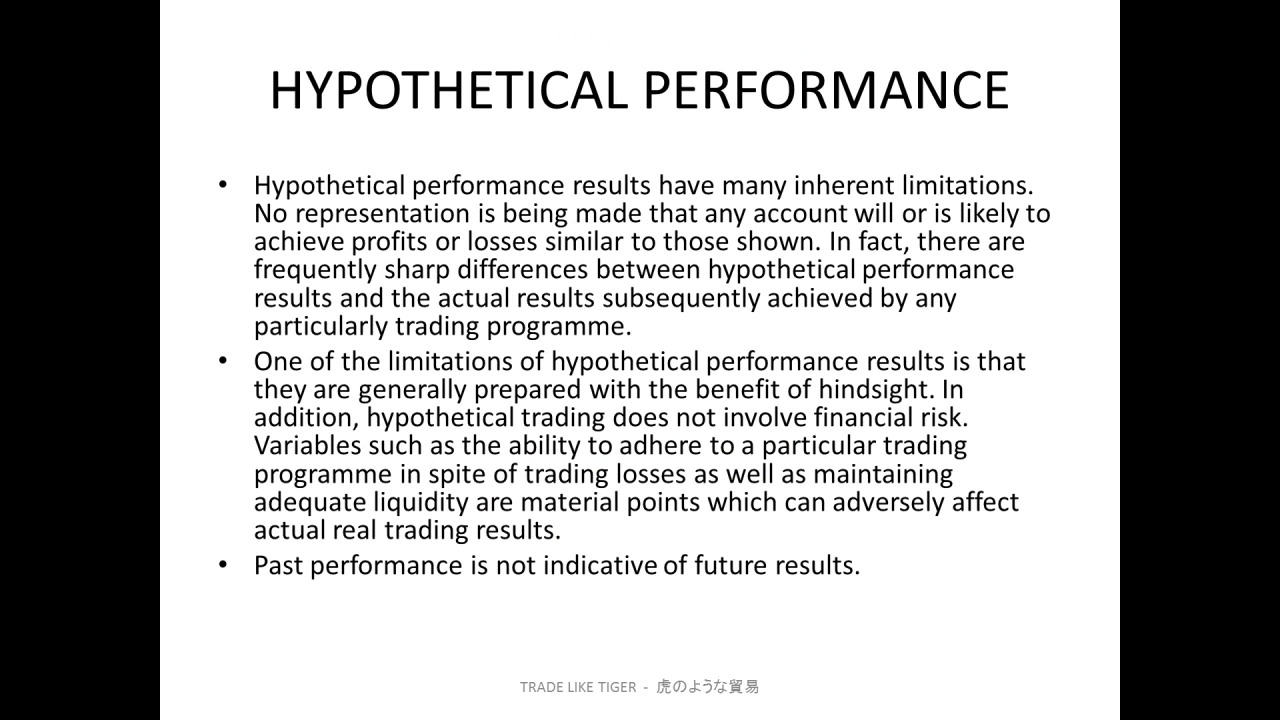 HYPOTHETICAL PERFORMANCE
• Hypothetical performance results have many inherent limitations.
No representation is being made that any account will or is likely to
achieve profits or losses similar to those shown. In fact, there are
frequently sharp differences between hypothetical performance
results and the actual results subsequently achieved by any
particularly trading programme.
• One of the limitations of hypothetical performance results is that
they are generally prepared with the benefit of hindsight. In
addition, hypothetical trading does not involve financial risk.
Variables such as the ability to adhere to a particular trading
programme in spite of trading losses as well as maintaining
adequate liquidity are material points which can adversely affect
actual real trading results.
• Past performance is not indicative of future results.
TRADE LIKE TIGER - 虎のような貿易